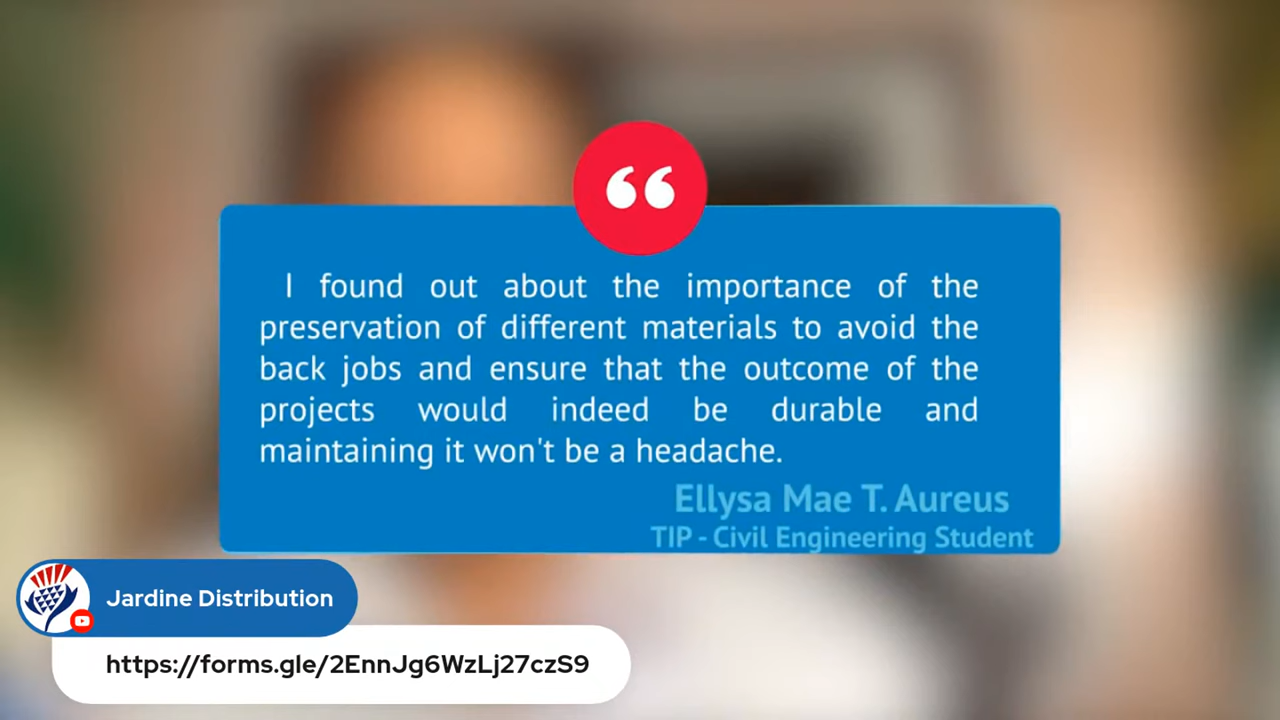 “
I found out about the importance of the
preservation of different materials to avoid the
back jobs and ensure that the outcome of the
projects would indeed be durable and
maintaining it won't be a headache.
Ellysa Mae T. Aureus
TIP - Civil Engineering Student
Jardine Distribution
https://forms.gle/2EnnJg6WzLj27czS9